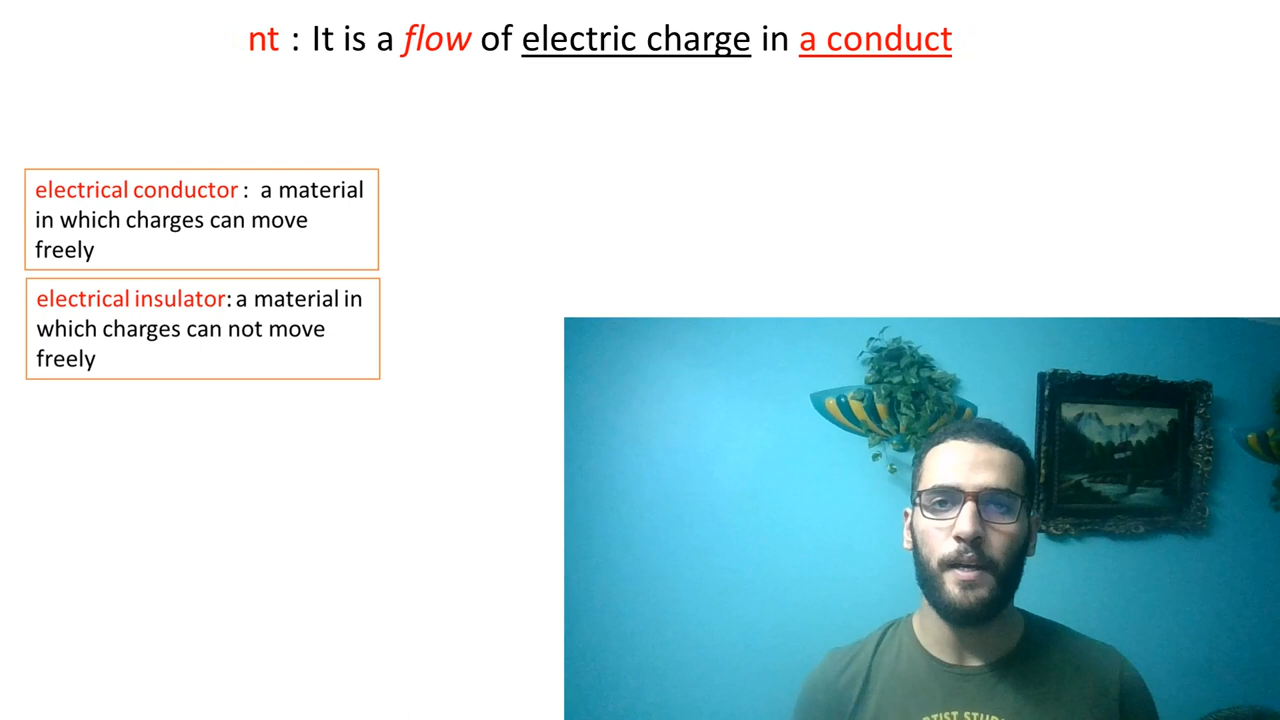 nt : It is a flow of electric charge in a conduct
electrical conductor : a material
in which charges can move
freely
electrical insulator: a material in
which charges can not move
freely